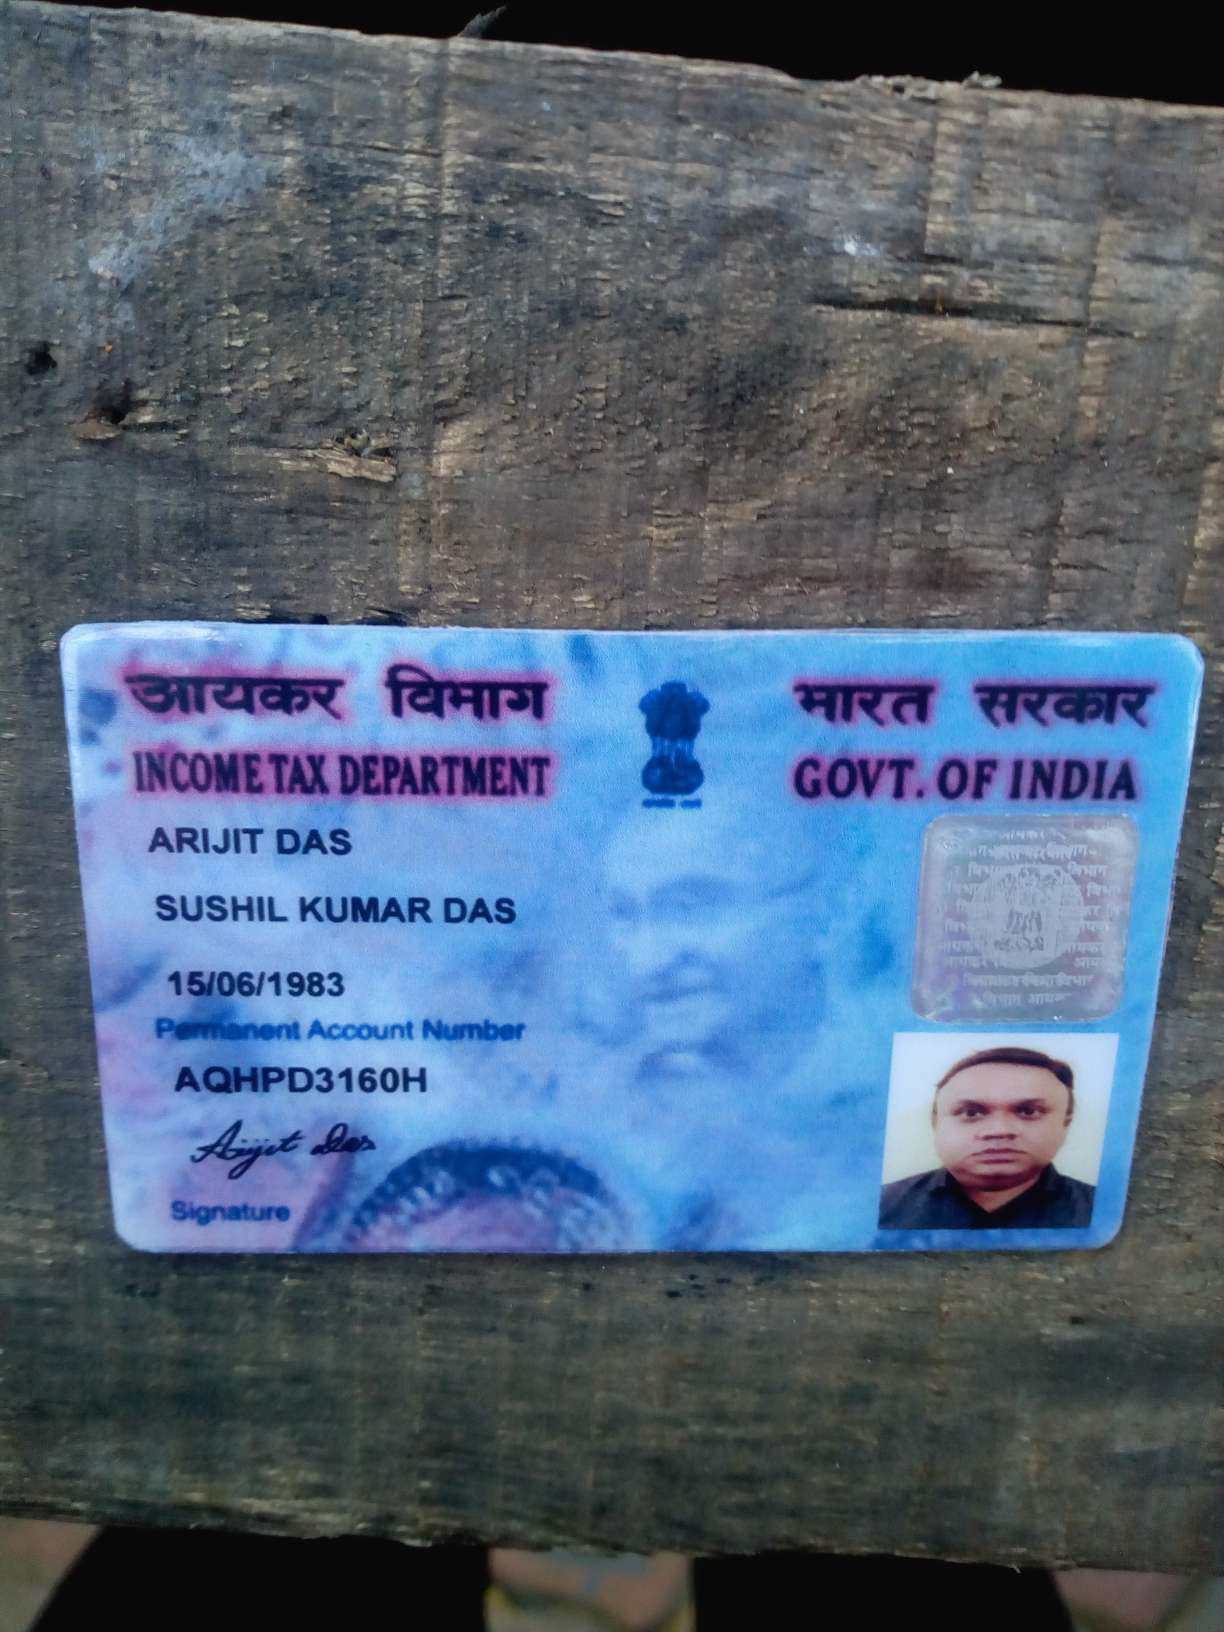 आयकर विभाग
भारत सरकार
INCOME TAX DEPARTMENT
GOVT. OF INDIA
ARIJIT DAS
SUSHIL KUMAR DAS
15/06/1983
Permanent Account Number
AQHPD3160H
Arijit Das
Signature